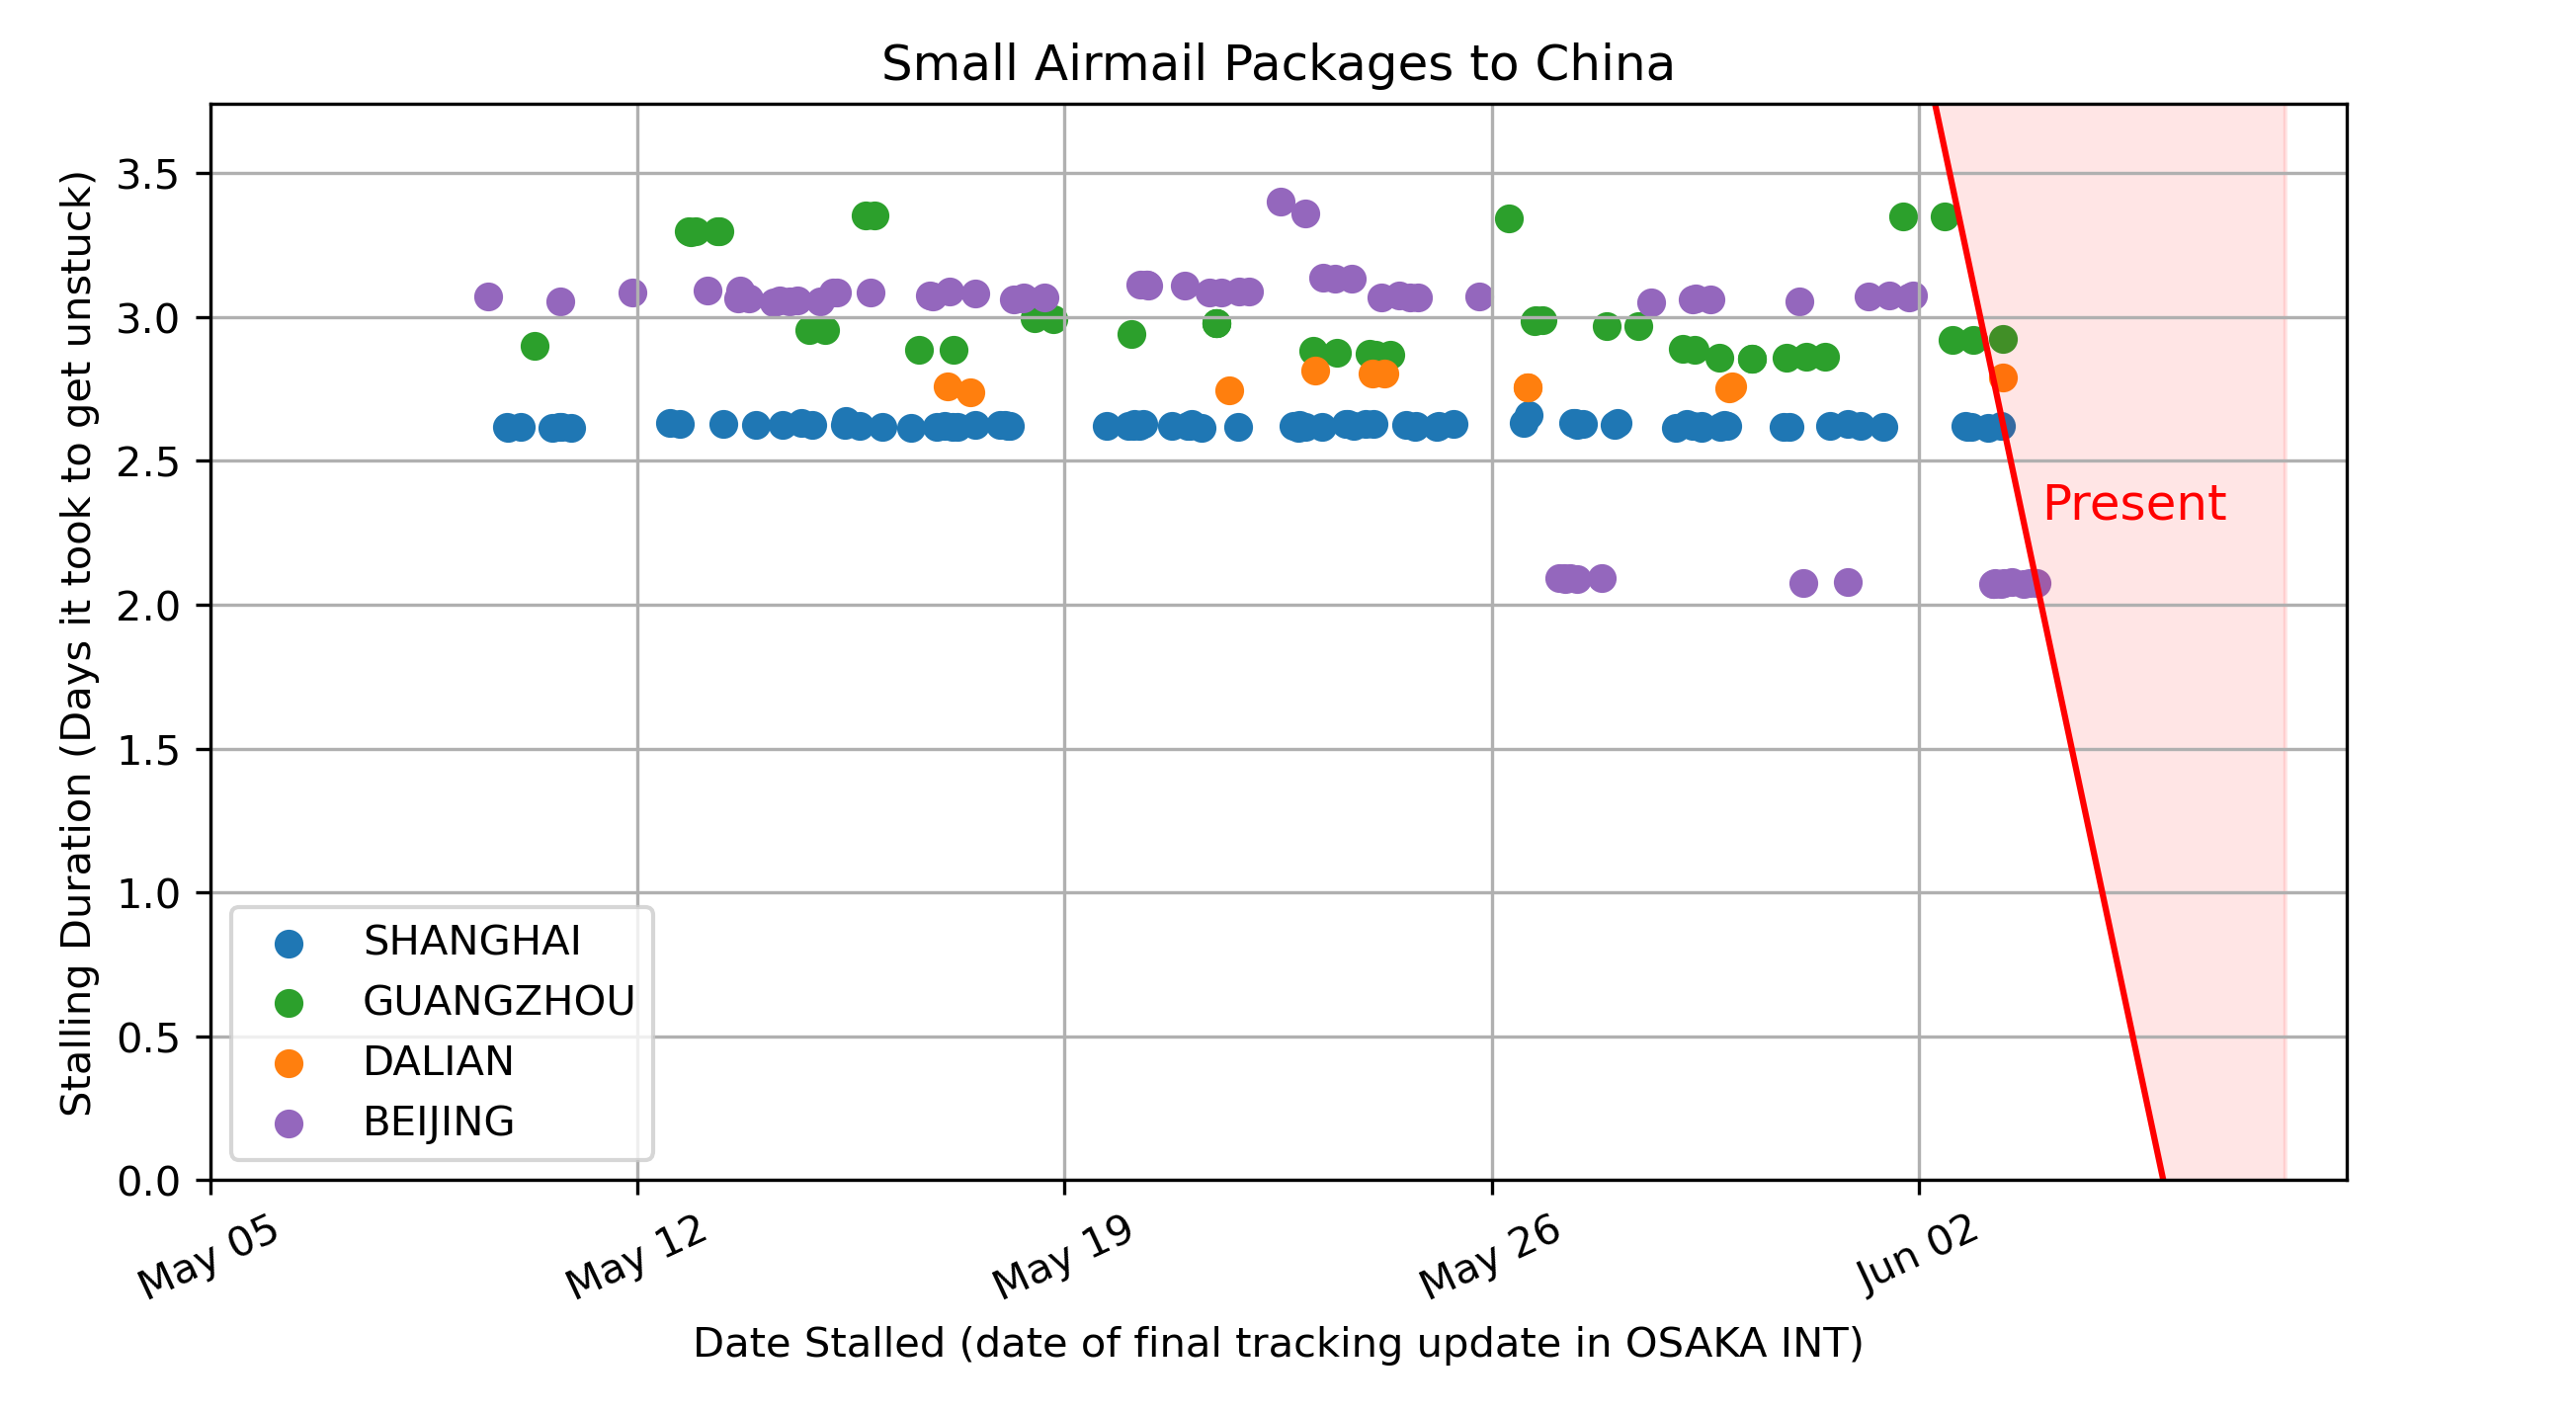 Small Airmail Packages to China
Stalling Duration (Days it took to get unstuck)
3.5
3.0
2.5
2.0
1.5
1.0
0.5
0.0
Present
SHANGHAI
GUANGZHOU
DALIAN
BEIJING
May 05
May 12
May 19
May 26
Jun 02
Date Stalled (date of final tracking update in OSAKA INT)